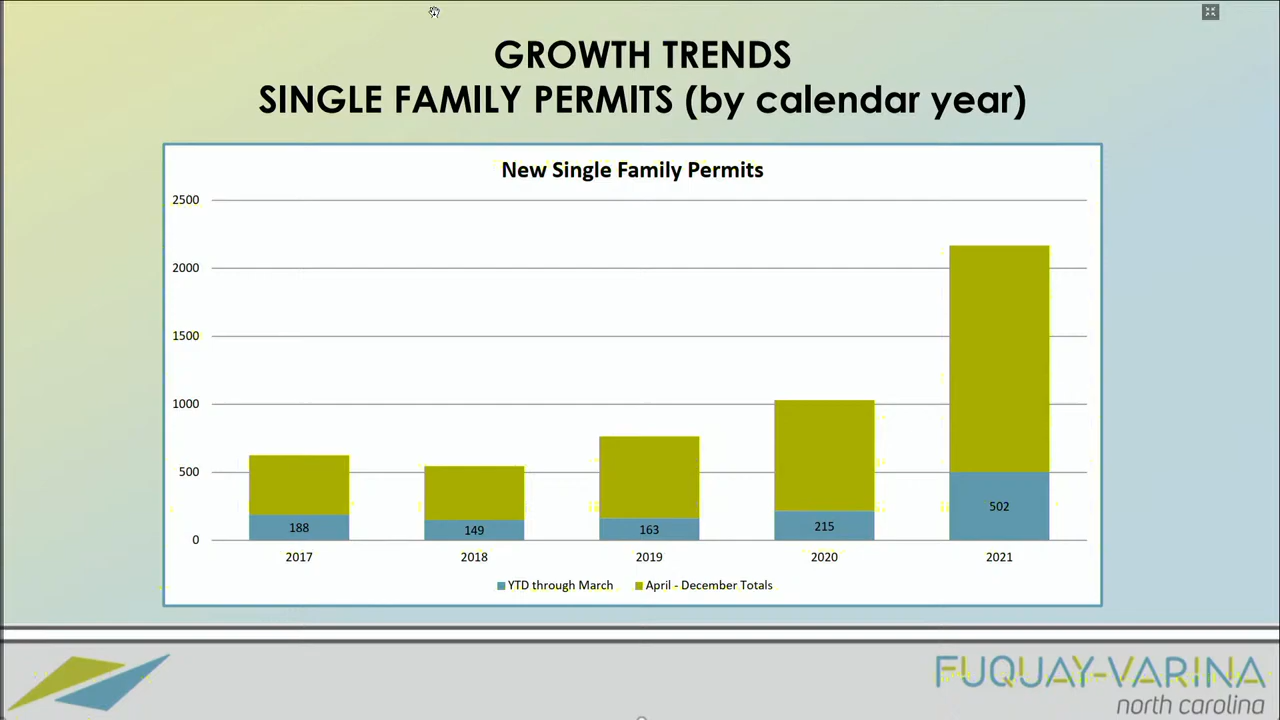 GROWTH TRENDS
SINGLE FAMILY PERMITS (by calendar year)
New Single Family Permits
2500
2000
1500
1000
500
0
188
149
163
215
502
2017
2018
2019
2020
2021
YTD through March
April - December Totals
FUQUAY-VARINA
north carolina